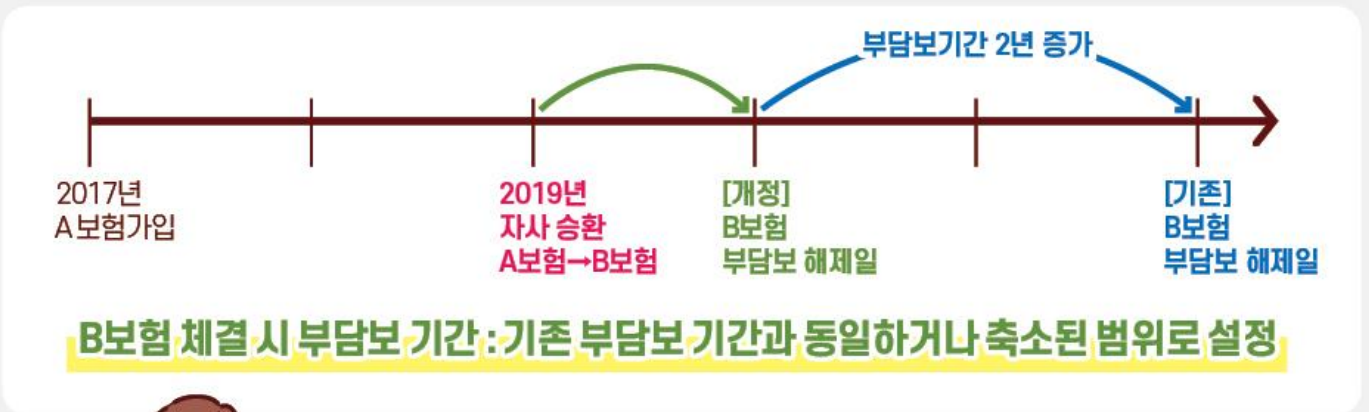 부담보기간 2년 증가
2017년
A보험가입
2019년
자사 승환
A보험→B보험
[개정]
B보험
부담보 해제일
[기존]
B보험
부담보 해제일
B보험 체결 시 부담보 기간 : 기존 부담보 기간과 동일하거나 축소된 범위로 설정